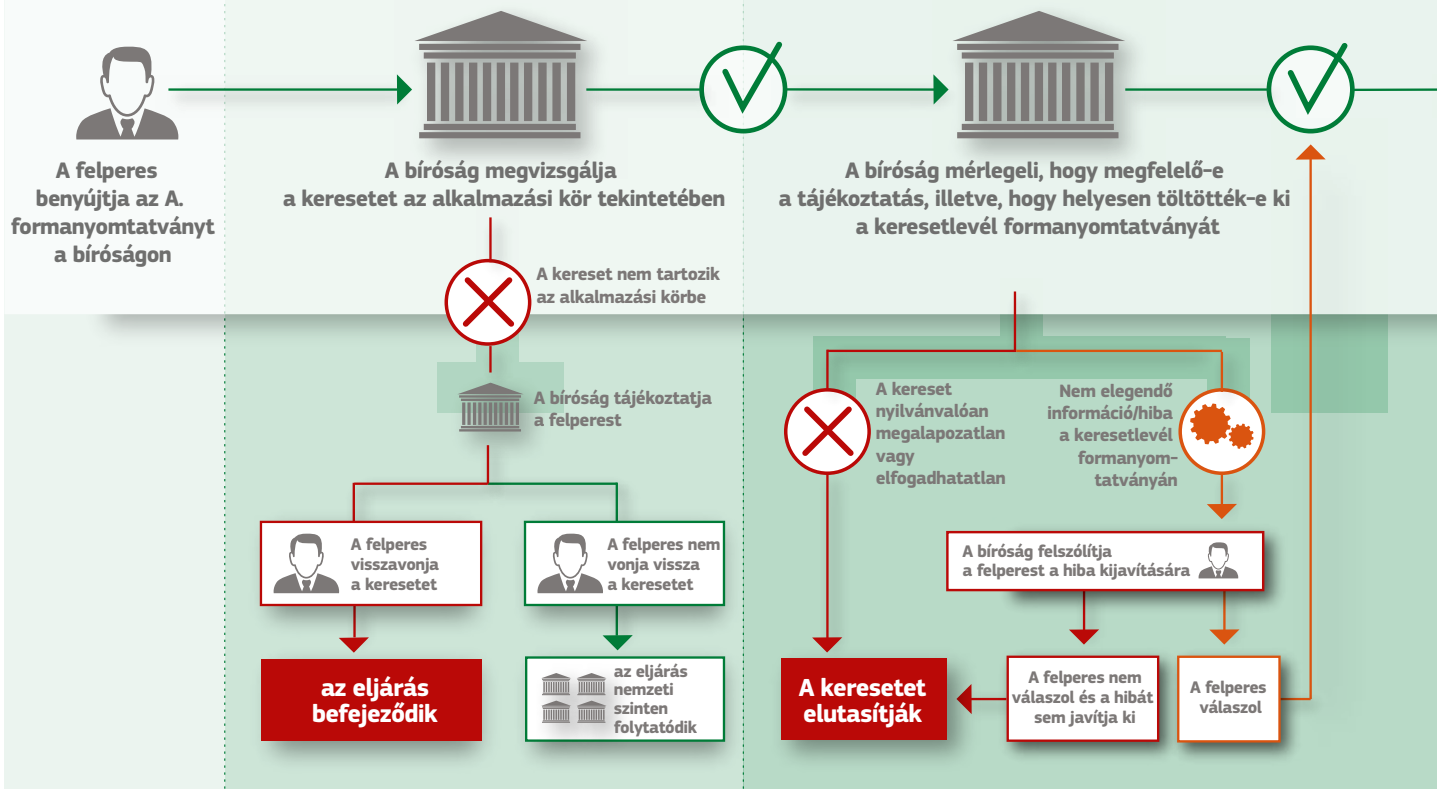 A felperes
benyújtja az A.
formanyomtatványt
a bíróságon
A bíróság megvizsgálja
a keresetet az alkalmazási kör tekintetében
A bíróság mérlegeli, hogy megfelelő-e
a tájékoztatás, illetve, hogy helyesen töltötték-e ki
a keresetlevél formanyomtatványát
A kereset nem tartozik
az alkalmazási körbe
A bíróság tájékoztatja
a felperest
A felperes
visszavonja
a keresetet
A felperes nem
vonja vissza
a keresetet
az eljárás
befejeződik
az eljárás
nemzeti
szinten
folytatódik
A kereset
nyilvánvalóan
megalapozatlan
vagy
elfogadhatatlan
Nem elegendő
információ/hiba
a keresetlevél
formanyom-
tatványán
A bíróság felszólítja
a felperest a hiba kijavítására
A keresetet
elutasítják
A felperes nem
válaszol és a hibát
sem javítja ki
A felperes
válaszol